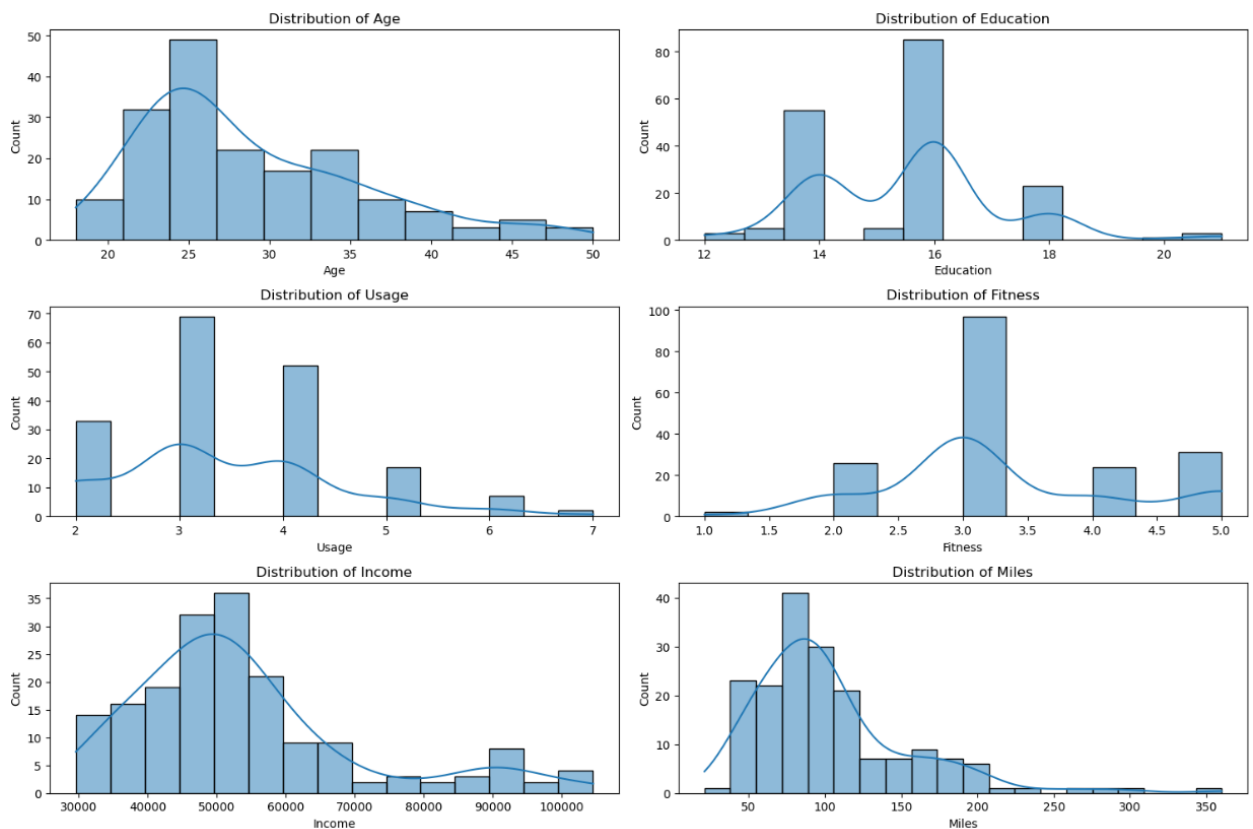 Distribution of Age
50
40
30
20
10
0
Count
20 25 30 35 40 45 50
Age
Distribution of Education
80
60
40
20
0
Count
12 14 16 18 20
Education
Distribution of Usage
70
60
50
40
30
20
10
0
Count
2 3 4 5 6 7
Usage
Distribution of Fitness
100
80
60
40
20
0
Count
1.0 1.5 2.0 2.5 3.0 3.5 4.0 4.5 5.0
Fitness
Distribution of Income
35
30
25
20
15
10
5
0
Count
30000 40000 50000 60000 70000 80000 90000 100000
Income
Distribution of Miles
40
30
20
10
0
Count
50 100 150 200 250 300 350
Miles